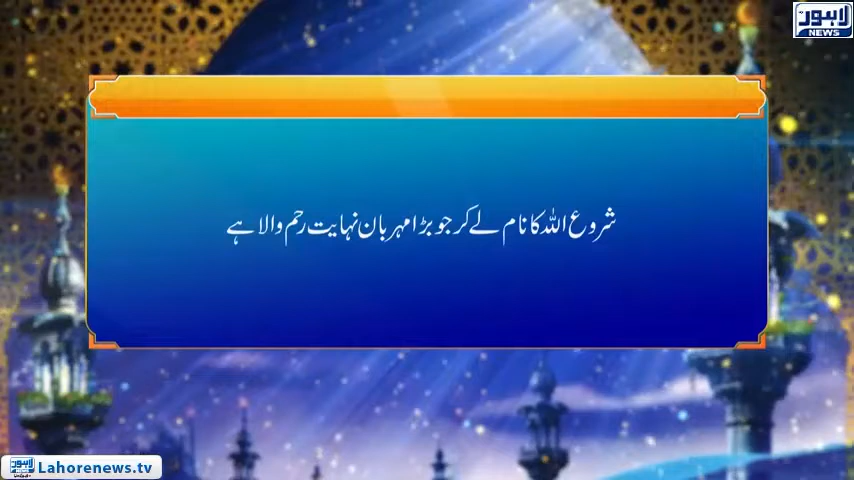 لاہور
NEWS
شروع اللہ کا نام لے کر جو بڑا مہربان نہایت رحم والا ہے
لاہور
Lahorenews.tv